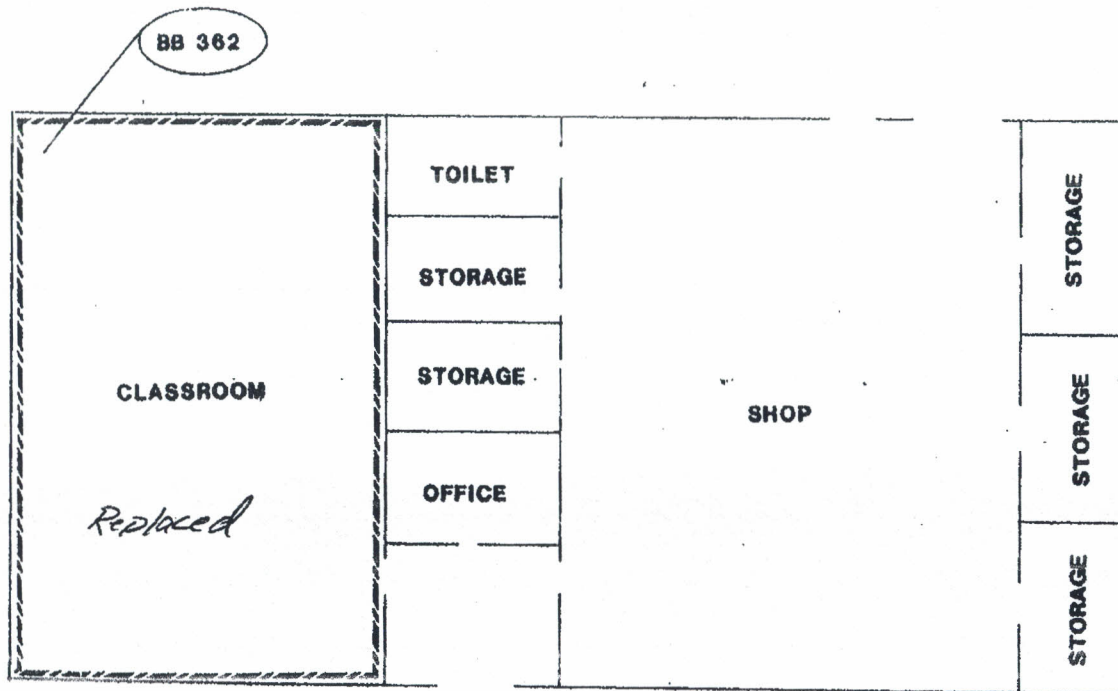 BB 362
TOILET
STORAGE
STORAGE
CLASSROOM
STORAGE
SHOP
STORAGE
OFFICE
Replaced
STORAGE